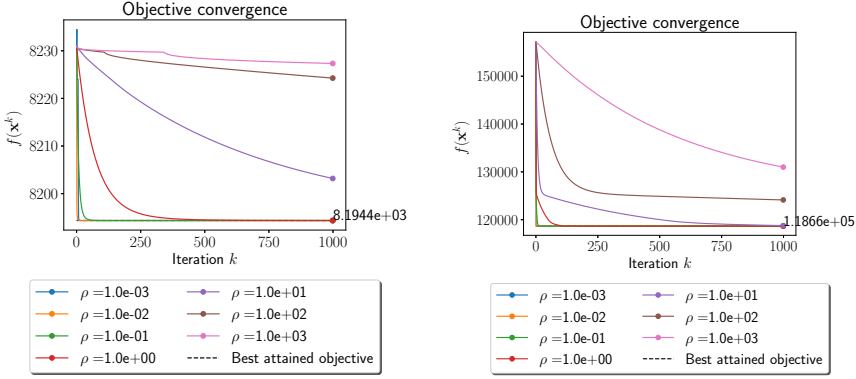 Objective convergence
8230
8220
8210
8200
f(x^k)
8.1944e+03
0 250 500 750 1000
Iteration k
ρ =1.0e-03
ρ =1.0e-02
ρ =1.0e-01
ρ =1.0e+00
ρ =1.0e+01
ρ =1.0e+02
ρ =1.0e+03
Best attained objective
Objective convergence
150000
140000
130000
120000
f(x^k)
1.1866e+05
0 250 500 750 1000
Iteration k
ρ =1.0e-03
ρ =1.0e-02
ρ =1.0e-01
ρ =1.0e+00
ρ =1.0e+01
ρ =1.0e+02
ρ =1.0e+03
Best attained objective